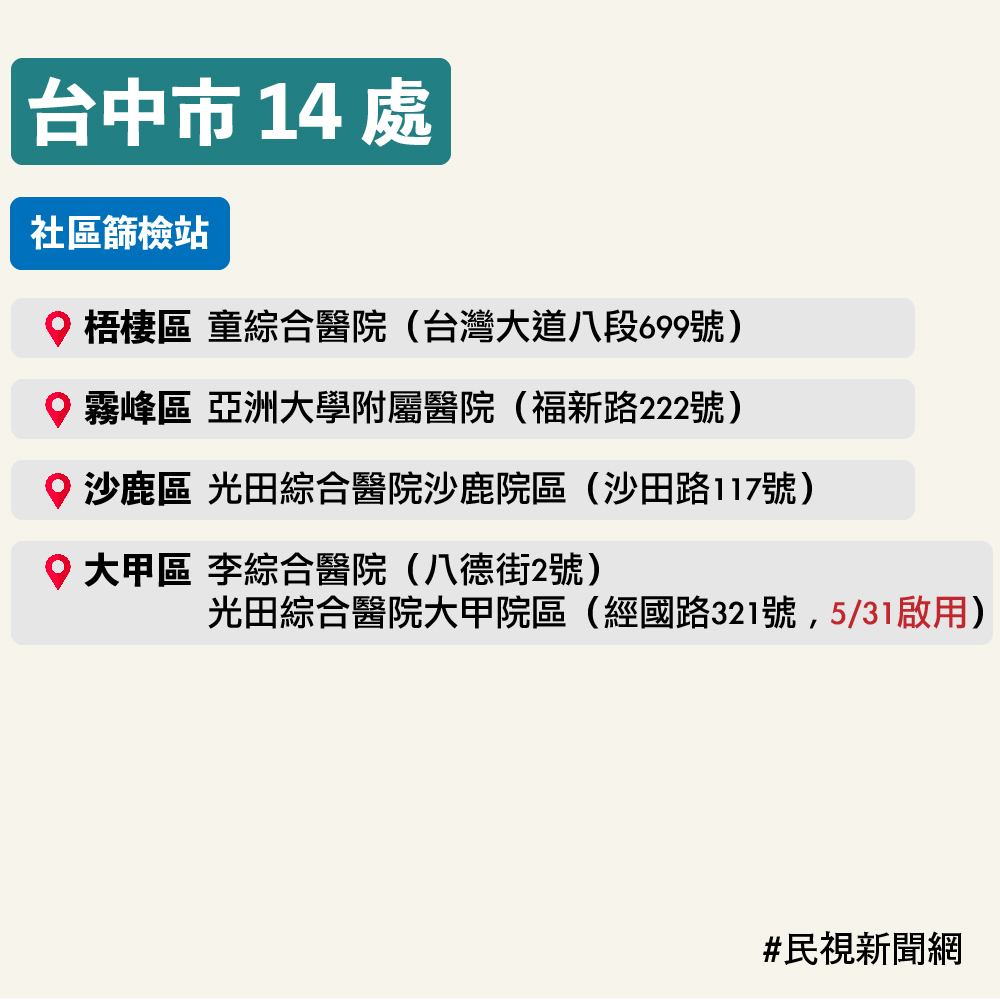 台中市 14 處
社區篩檢站
梧棲區 童綜合醫院（台灣大道八段699號）
霧峰區 亞洲大學附屬醫院（福新路222號）
沙鹿區 光田綜合醫院沙鹿院區（沙田路117號）
大甲區 李綜合醫院（八德街2號）
光田綜合醫院大甲院區（經國路321號，5/31啟用）
#民視新聞網